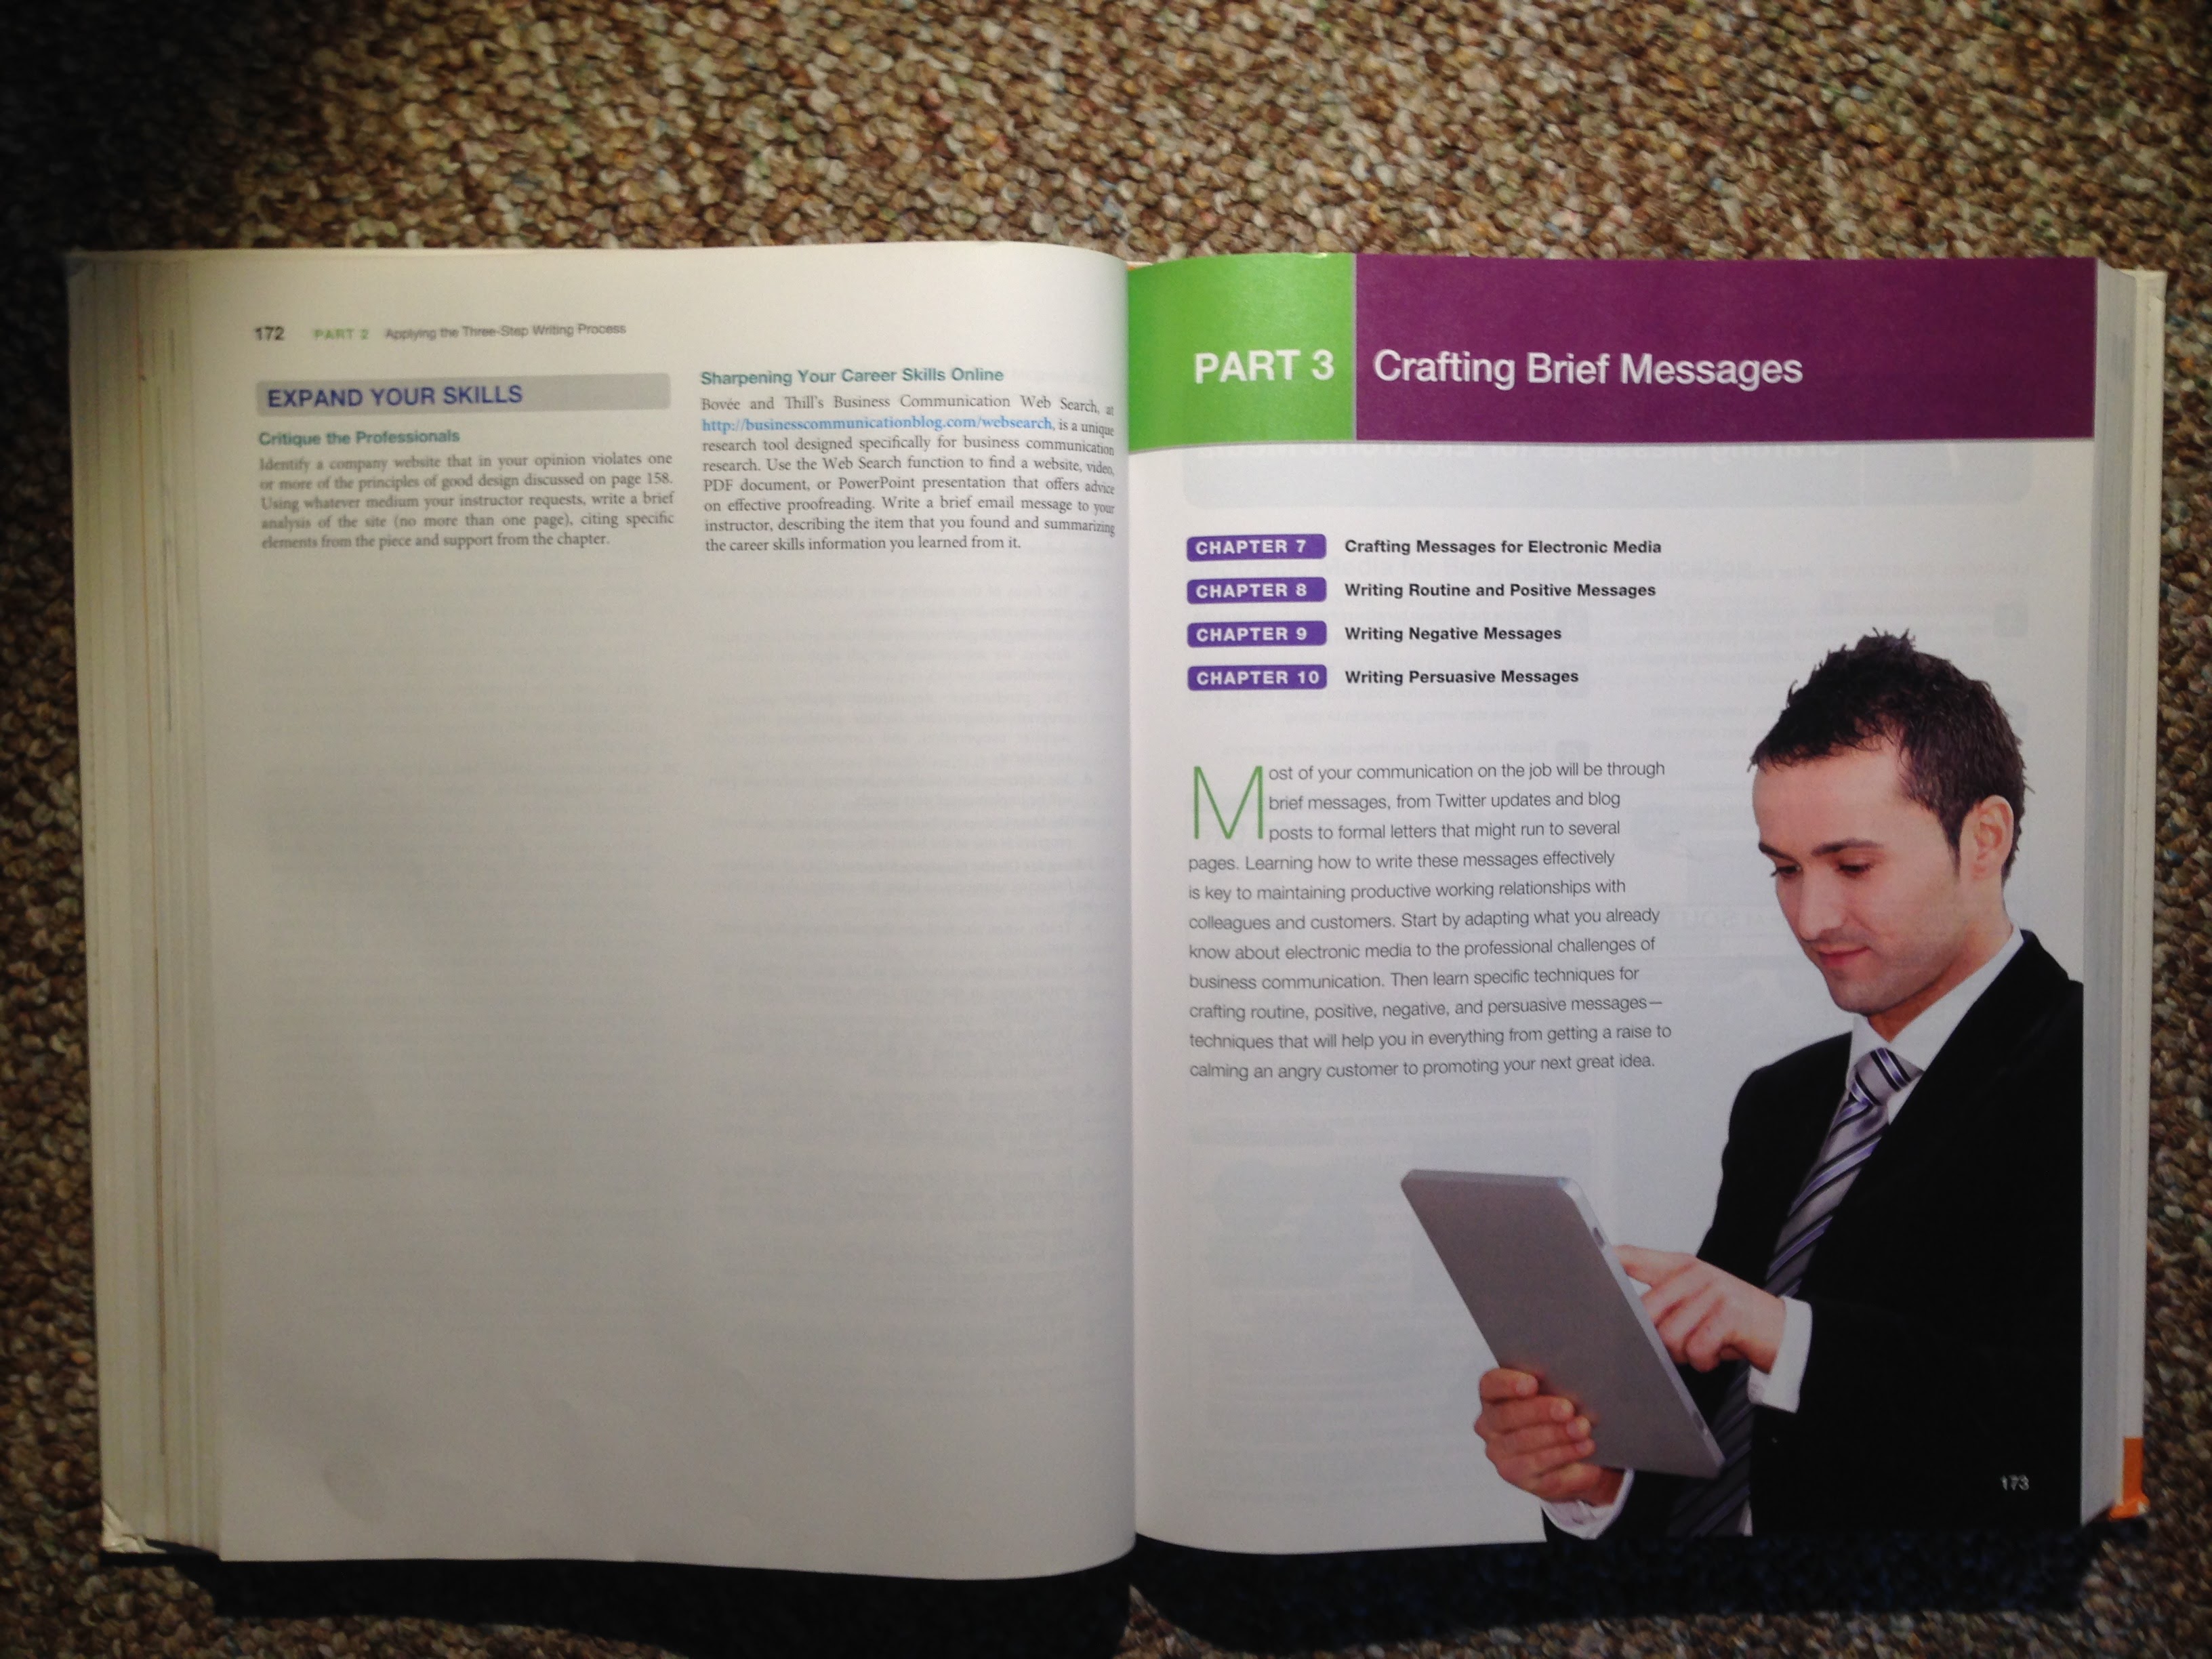 172 PART 2 Applying the Three-Step Writing Process
EXPAND YOUR SKILLS
Critique the Professionals
Identify a company website that in your opinion violates one
or more of the principles of good design discussed on page 158.
Using whatever medium your instructor requests, write a brief
analysis of the site (no more than one page), citing specific
elements from the piece and support from the chapter.
Sharpening Your Career Skills Online
Bovée and Thill's Business Communication Web Search, at
http://businesscommunicationblog.com/websearch, is a unique
research tool designed specifically for business communication
research. Use the Web Search function to find a website, video,
PDF document, or PowerPoint presentation that offers advice
on effective proofreading. Write a brief email message to your
instructor, describing the item that you found and summarizing
the career skills information you learned from it.
PART 3 Crafting Brief Messages
CHAPTER 7 Crafting Messages for Electronic Media
CHAPTER 8 Writing Routine and Positive Messages
CHAPTER 9 Writing Negative Messages
CHAPTER 10 Writing Persuasive Messages
Most of your communication on the job will be through
brief messages, from Twitter updates and blog
posts to formal letters that might run to several
pages. Learning how to write these messages effectively
is key to maintaining productive working relationships with
colleagues and customers. Start by adapting what you already
know about electronic media to the professional challenges of
business communication. Then learn specific techniques for
crafting routine, positive, negative, and persuasive messages—
techniques that will help you in everything from getting a raise to
calming an angry customer to promoting your next great idea.
173